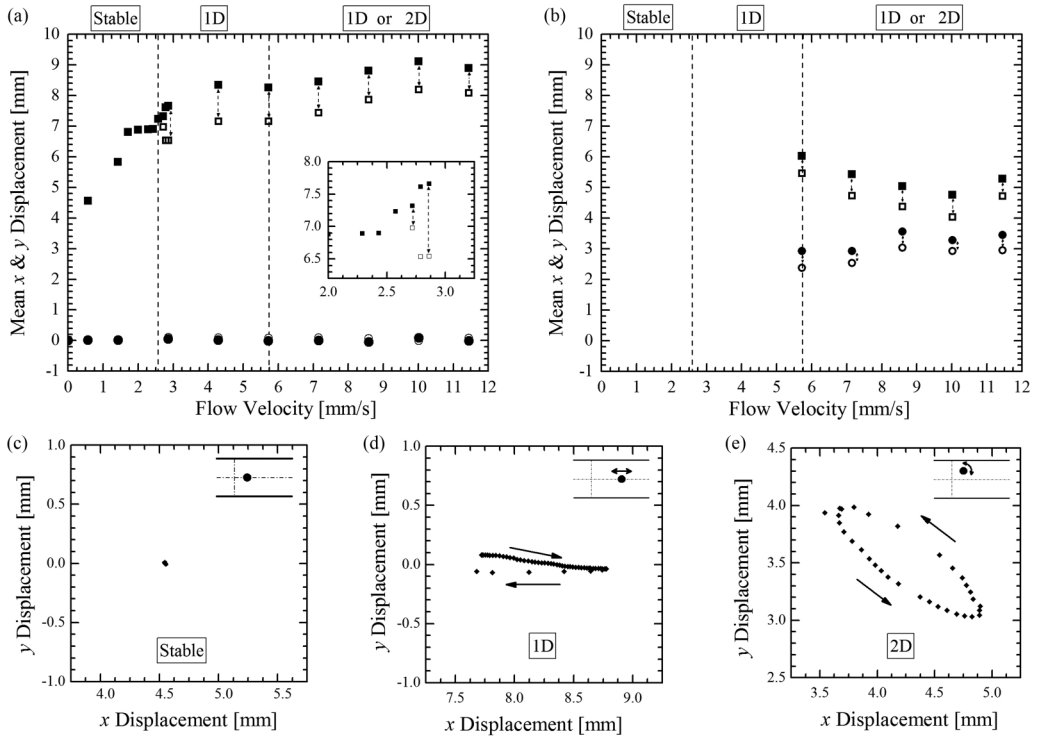 (a) Stable 1D 1D or 2D
10
9
8
7
6
5
4
3
2
1
0
-1
Mean x & y Displacement [mm]
8.0
7.5
7.0
6.5
2.0 2.5 3.0
0 1 2 3 4 5 6 7 8 9 10 11 12
Flow Velocity [mm/s]
(b) Stable 1D 1D or 2D
10
9
8
7
6
5
4
3
2
1
0
-1
Mean x & y Displacement [mm]
0 1 2 3 4 5 6 7 8 9 10 11 12
Flow Velocity [mm/s]
(c)
1.0
0.5
0.0
-0.5
-1.0
y Displacement [mm]
Stable
4.0 4.5 5.0 5.5
x Displacement [mm]
(d)
1.0
0.5
0.0
-0.5
-1.0
y Displacement [mm]
1D
7.5 8.0 8.5 9.0
x Displacement [mm]
(e)
4.5
4.0
3.5
3.0
2.5
y Displacement [mm]
2D
3.5 4.0 4.5 5.0
x Displacement [mm]